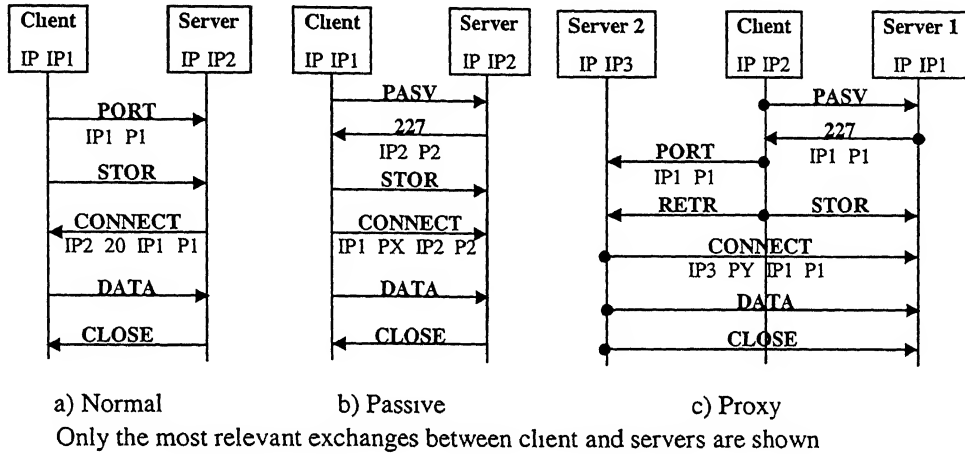 Client
IP IP1
Server
IP IP2
PORT
IP1 P1
STOR
CONNECT
IP2 20 IP1 P1
DATA
CLOSE
a) Normal
Client
IP IP1
Server
IP IP2
PASV
227
IP2 P2
STOR
CONNECT
IP1 PX IP2 P2
DATA
CLOSE
b) Passive
Server 2
IP IP3
Client
IP IP2
Server 1
IP IP1
PASV
227
IP1 P1
PORT
IP1 P1
RETR
STOR
CONNECT
IP3 PY IP1 P1
DATA
CLOSE
c) Proxy
Only the most relevant exchanges between client and servers are shown